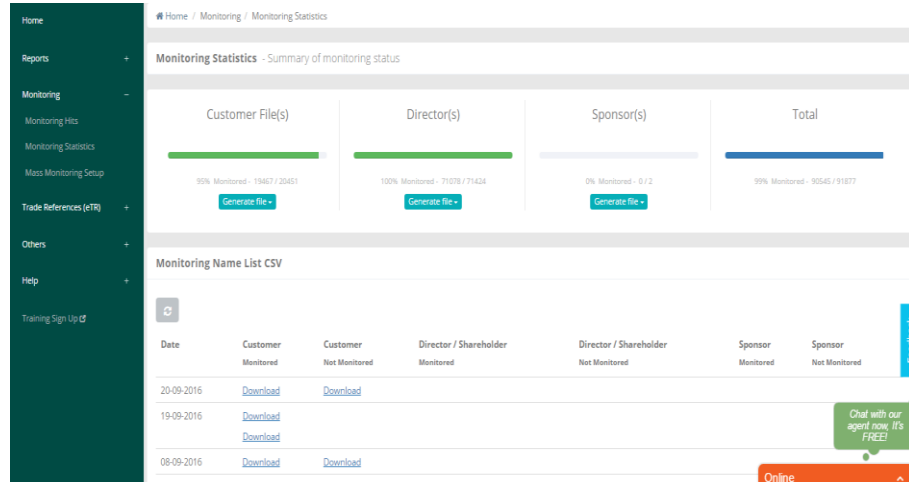 Home
Reports +
Monitoring −
Monitoring Hits
Monitoring Statistics
Mass Monitoring Setup
Trade References (eTR) +
Others +
Help +
Training Sign Up
Home / Monitoring / Monitoring Statistics
Monitoring Statistics - Summary of monitoring status
Customer File(s) Director(s) Sponsor(s) Total
95% Monitored - 19467 / 20451 100% Monitored - 71078 / 71424 0% Monitored - 0 / 2 99% Monitored - 90545 / 91877
Generate file Generate file Generate file
Monitoring Name List CSV
Date Customer Customer Director / Shareholder Director / Shareholder Sponsor Sponsor
Monitored Not Monitored Monitored Not Monitored Monitored Not Monitored
20-09-2016 Download Download
19-09-2016 Download
Download
08-09-2016 Download Download
Chat with our
agent now, It's
FREE!
Online